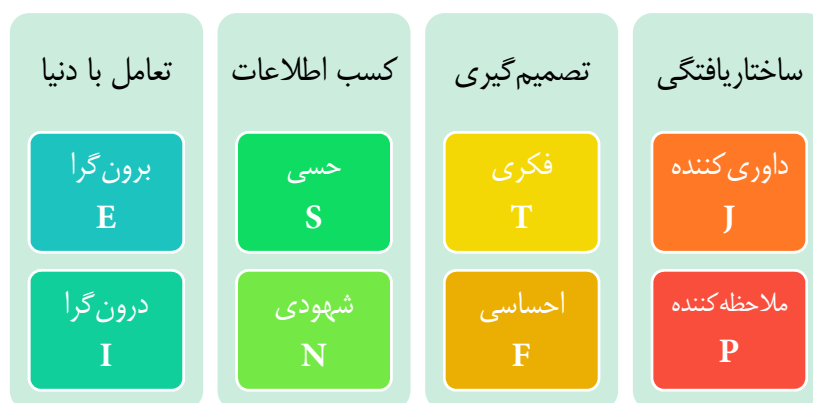 تعامل با دنیا
برون‌گرا
E
درون‌گرا
I
کسب اطلاعات
حسی
S
شهودی
N
تصمیم‌گیری
فکری
T
احساسی
F
ساختاریافتگی
داوری‌کننده
J
ملاحظه‌کننده
P